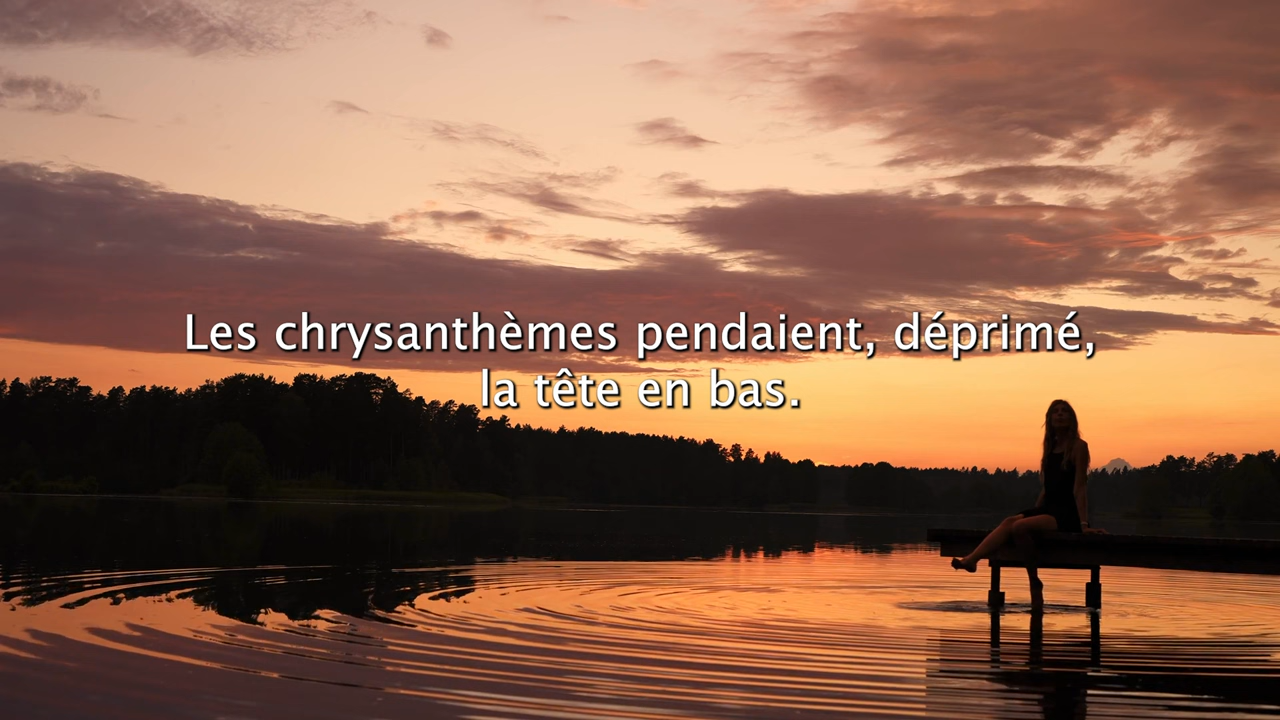 Les chrysanthèmes pendaient, déprimé,
la tête en bas.